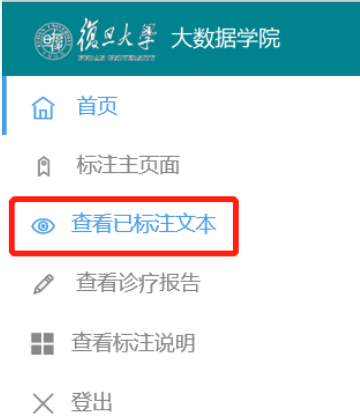 復旦大學 大数据学院
FUDAN UNIVERSITY
首页
标注主页面
查看已标注文本
查看诊疗报告
查看标注说明
登出